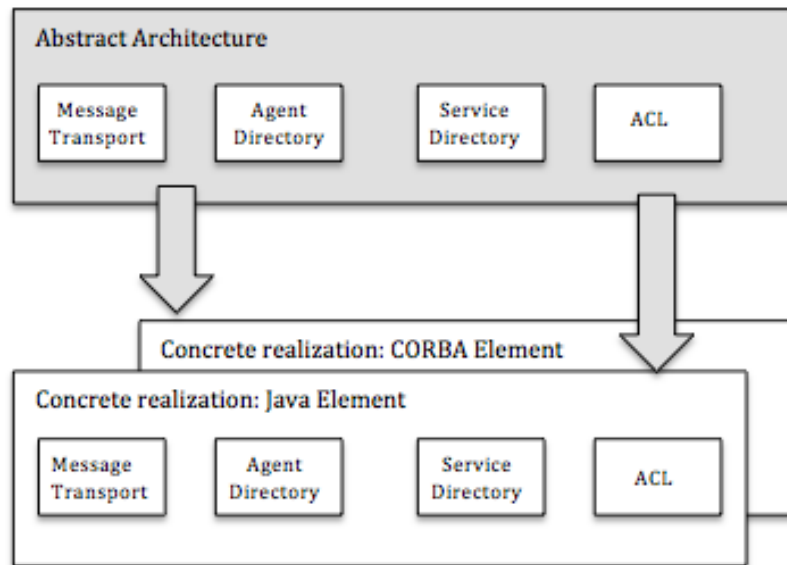 Abstract Architecture
Message
Transport
Agent
Directory
Service
Directory
ACL
Concrete realization: CORBA Element
Concrete realization: Java Element
Message
Transport
Agent
Directory
Service
Directory
ACL